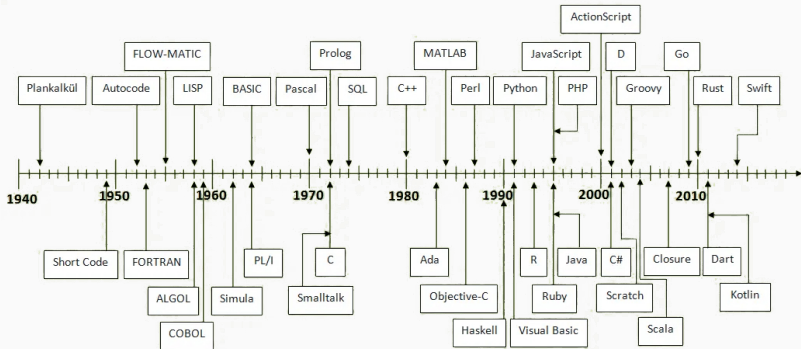 ActionScript
FLOW-MATIC
Prolog
MATLAB
JavaScript
D
Go
Plankalkül
Autocode
LISP
BASIC
Pascal
SQL
C++
Perl
Python
PHP
Groovy
Rust
Swift
1940
1950
1960
1970
1980
1990
2000
2010
Short Code
FORTRAN
PL/I
C
Ada
R
Java
C#
Closure
Dart
ALGOL
Simula
Smalltalk
Objective-C
Ruby
Scratch
Kotlin
COBOL
Haskell
Visual Basic
Scala